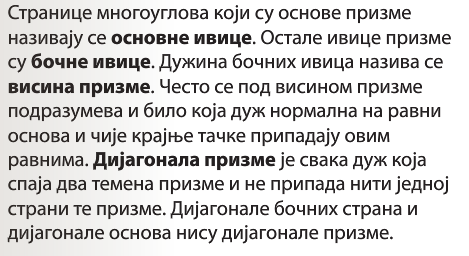 Странице многоуглова који су основе призме
називају се основне ивице. Остале ивице призме
су бочне ивице. Дужина бочних ивица назива се
висина призме. Често се под висином призме
подразумева и било која дуж нормална на равни
основа и чије крајње тачке припадају овим
равнима. Дијагонала призме је свака дуж која
спаја два темена призме и не припада нити једној
страни те призме. Дијагонале бочних страна и
дијагонале основа нису дијагонале призме.